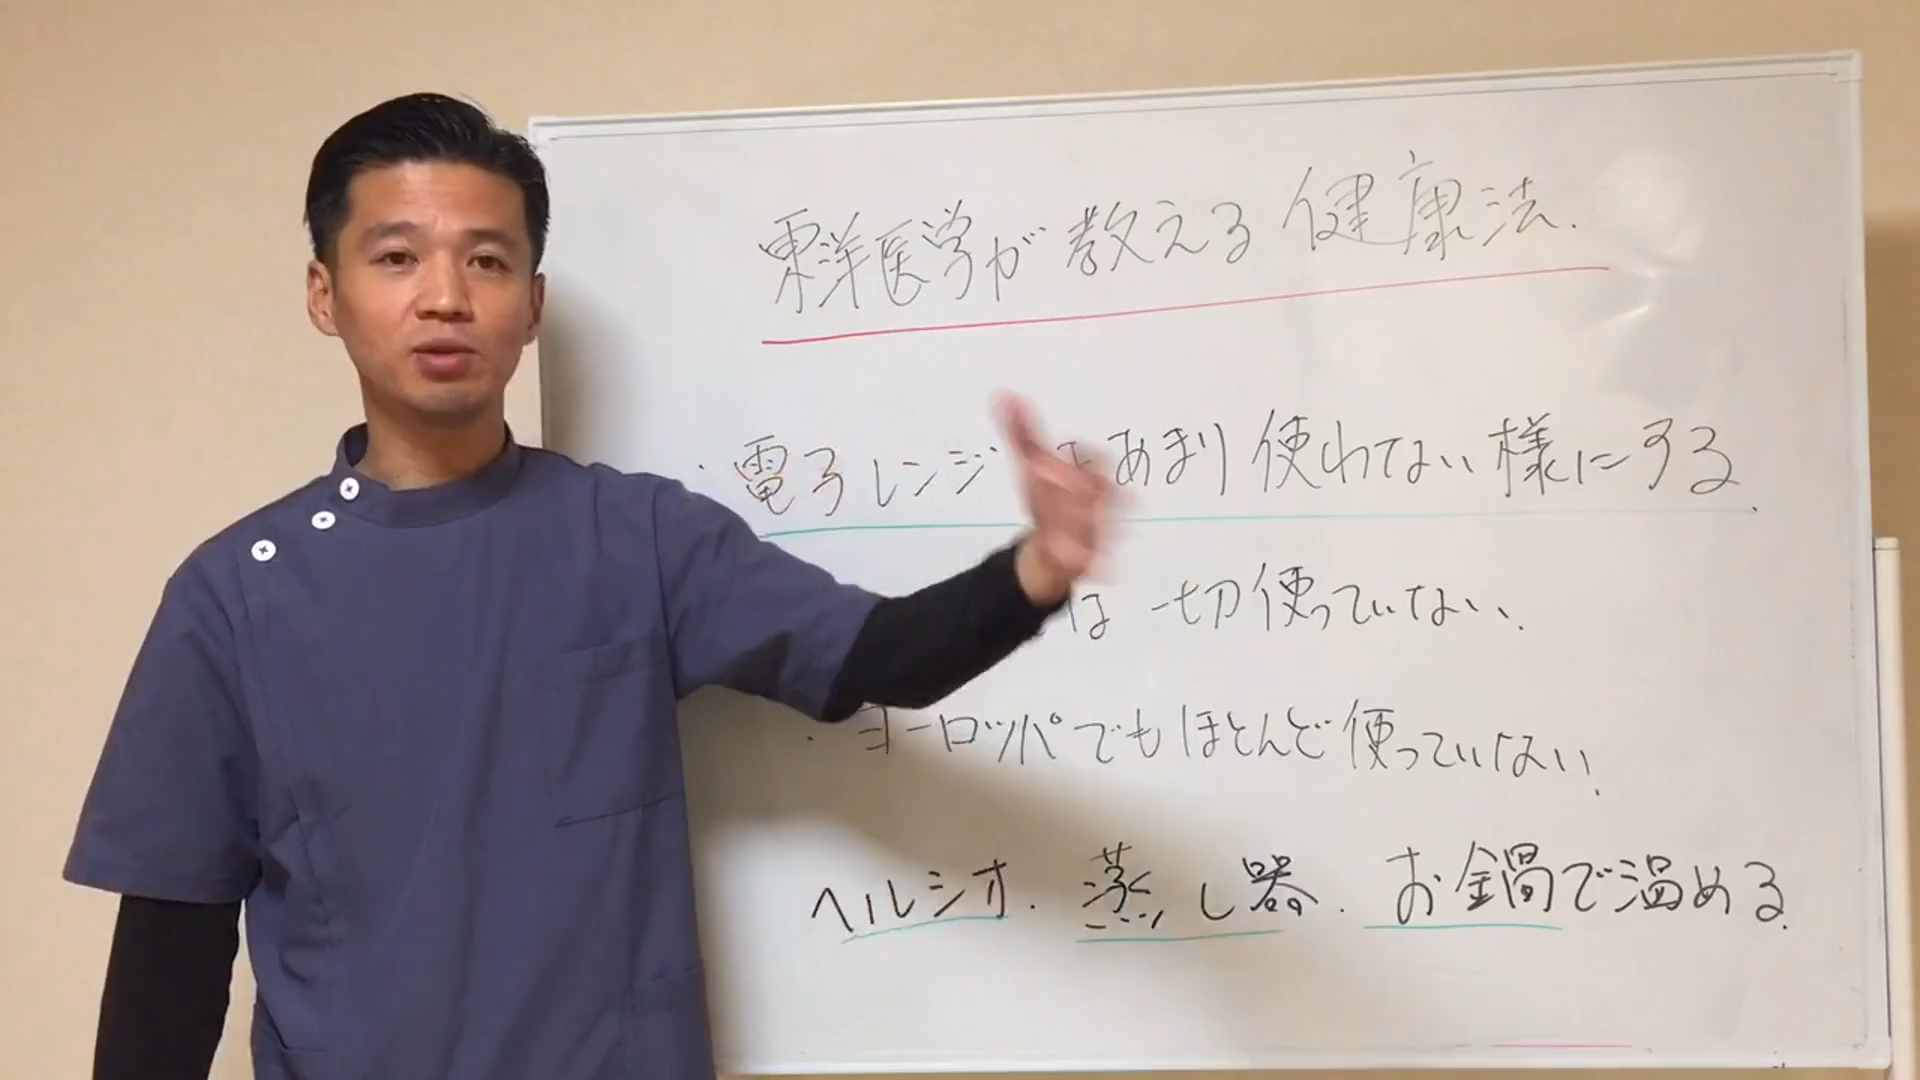 東洋医学が教える健康法.
・電子レンジをあまり使わない様にする.
は一切使っていない.
・ヨーロッパでもほとんど使っていない.
ヘルシオ. 蒸し器. お鍋で温める.